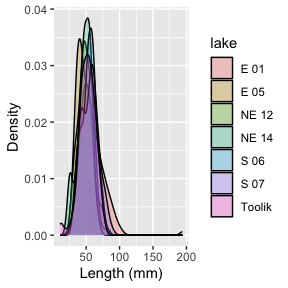 0.04
0.03
0.02
0.01
0.00
Density
50
100
150
200
Length (mm)
lake
E 01
E 05
NE 12
NE 14
S 06
S 07
Toolik